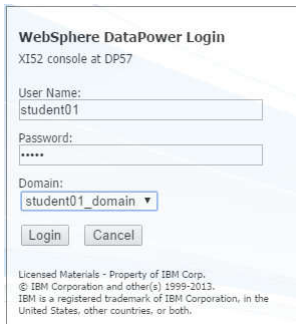 WebSphere DataPower Login
XI52 console at DP57
User Name:
student01
Password:
•••••
Domain:
student01_domain
Login Cancel
Licensed Materials - Property of IBM Corp.
© IBM Corporation and other(s) 1999-2013.
IBM is a registered trademark of IBM Corporation, in the
United States, other countries, or both.